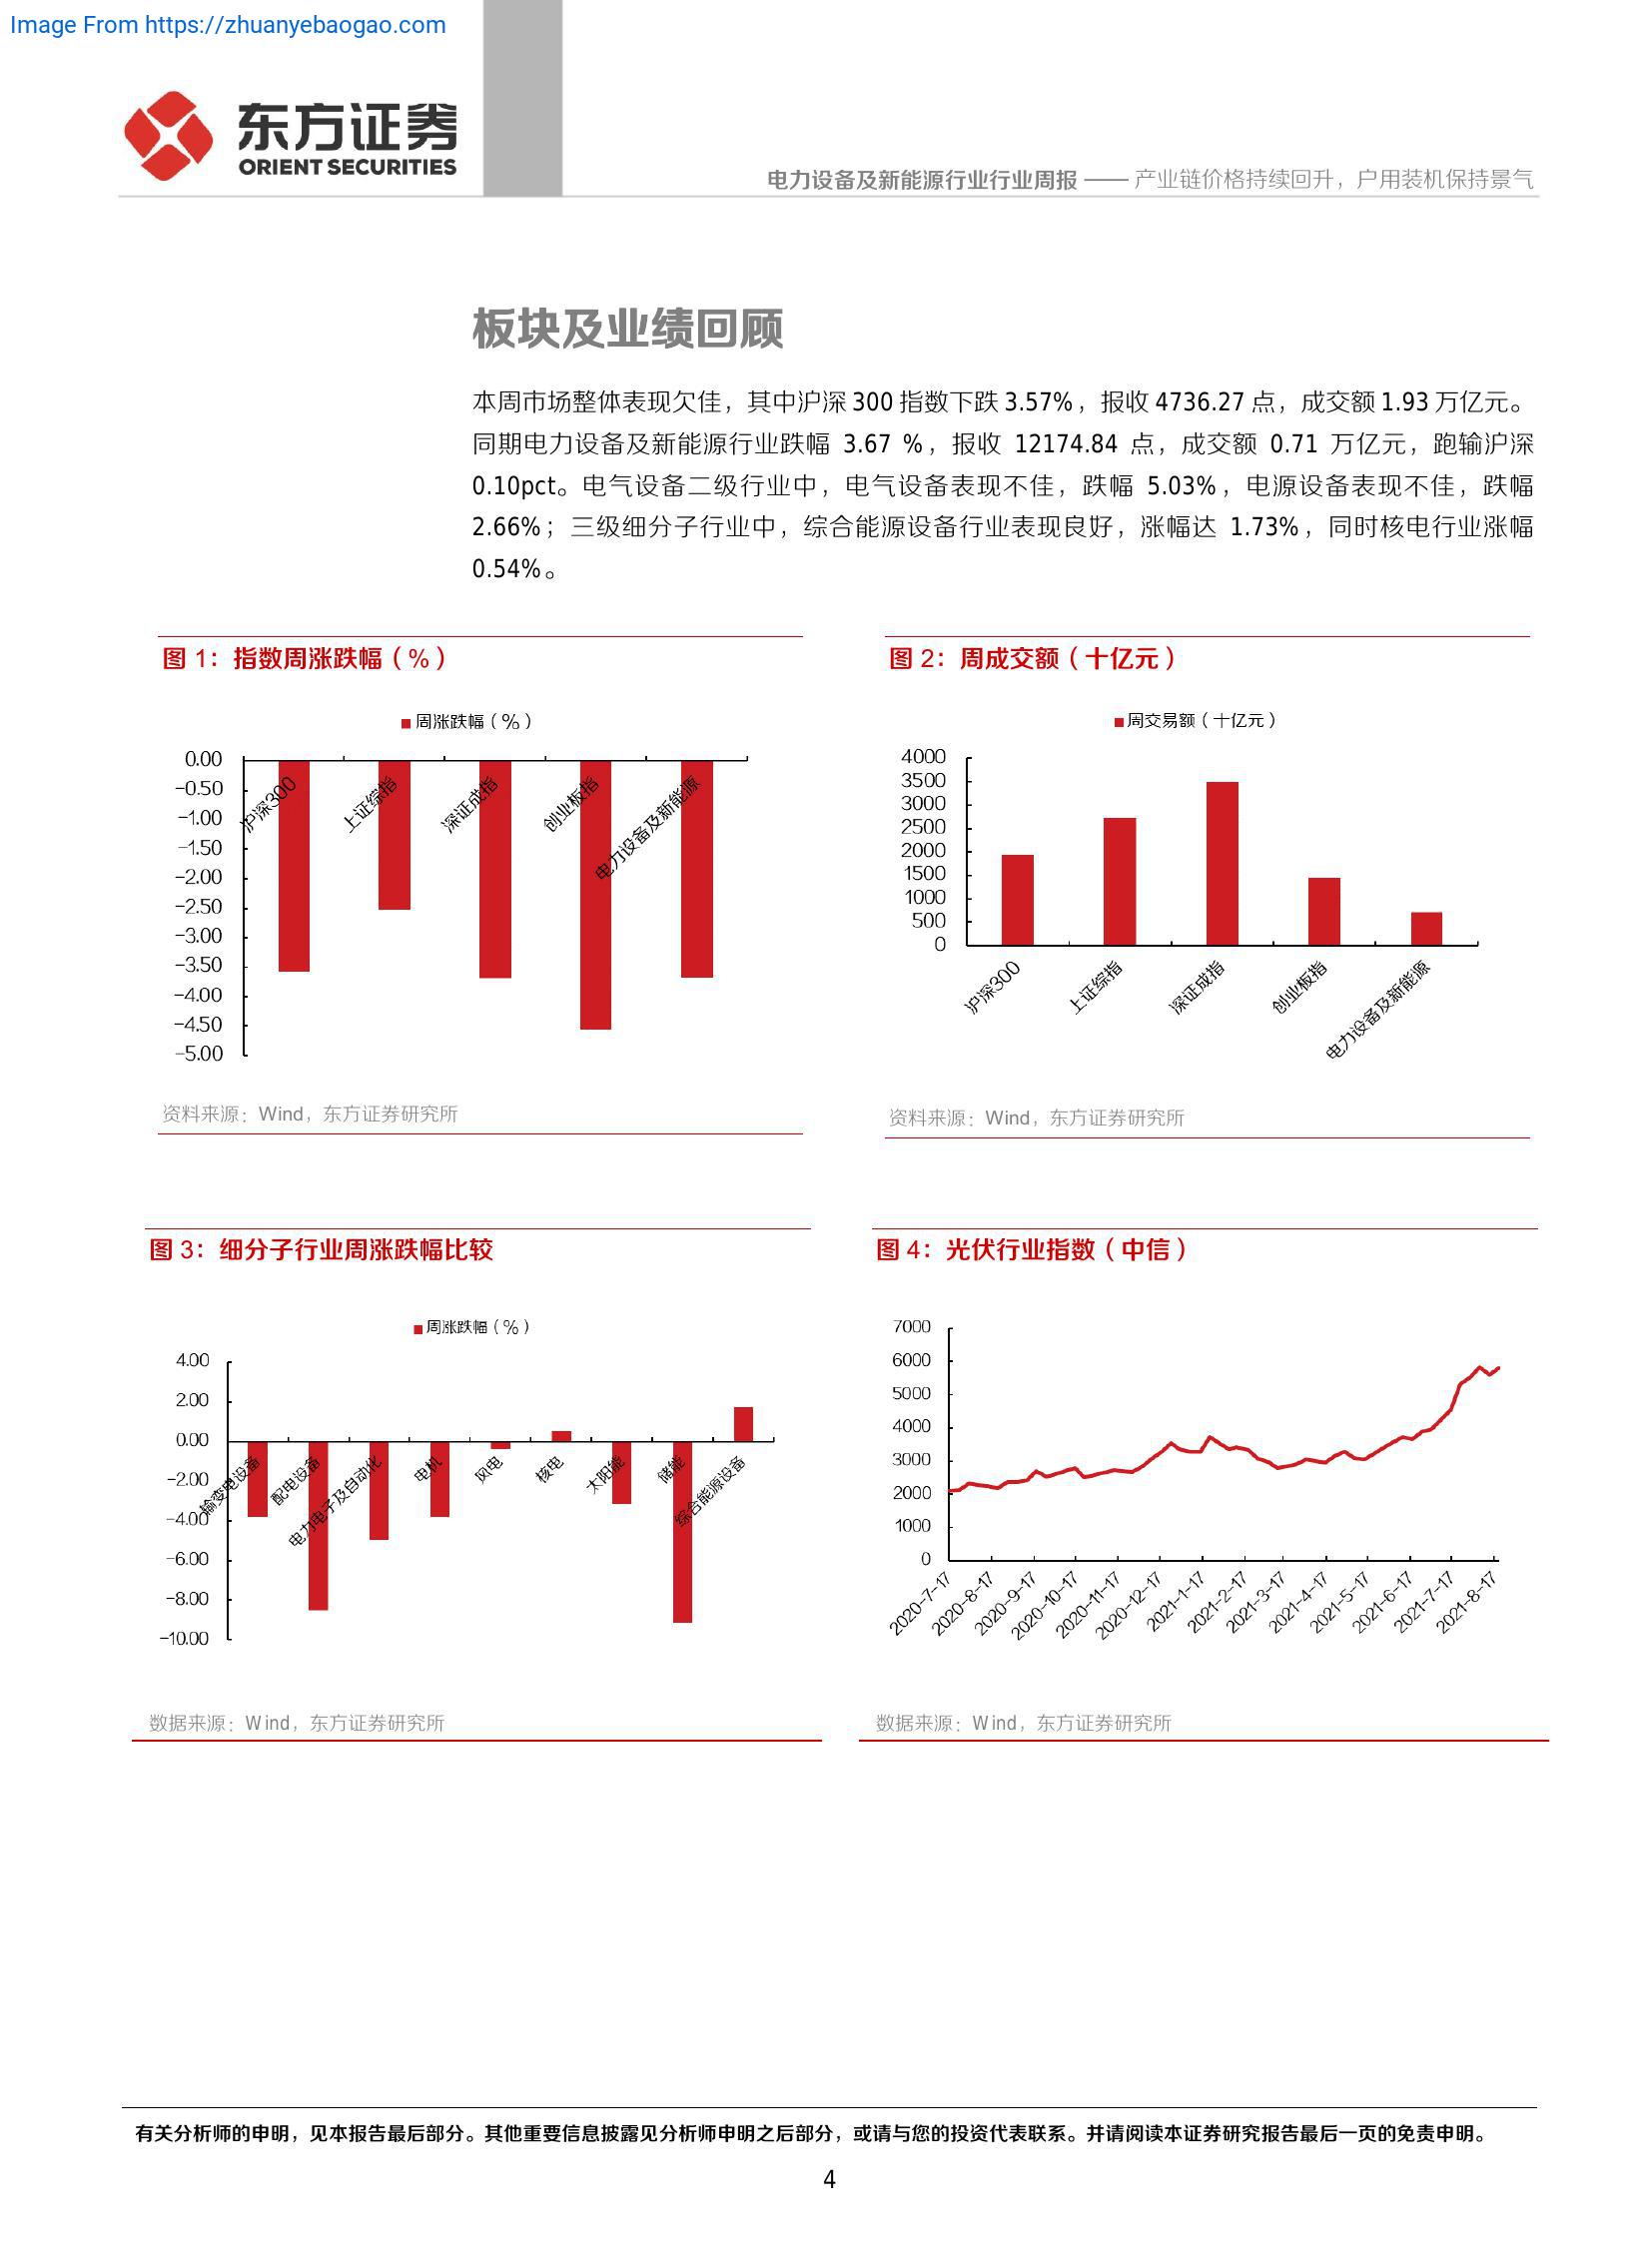 Image From https://zhuanyebaogao.com
东方证券
ORIENT SECURITIES
电力设备及新能源行业行业周报 —— 产业链价格持续回升，户用装机保持景气
板块及业绩回顾
本周市场整体表现欠佳，其中沪深 300 指数下跌 3.57%，报收 4736.27 点，成交额 1.93 万亿元。
同期电力设备及新能源行业跌幅 3.67 %，报收 12174.84 点，成交额 0.71 万亿元，跑输沪深
0.10pct。电气设备二级行业中，电气设备表现不佳，跌幅 5.03%，电源设备表现不佳，跌幅
2.66%；三级细分子行业中，综合能源设备行业表现良好，涨幅达 1.73%，同时核电行业涨幅
0.54%。
图 1：指数周涨跌幅（%）
周涨跌幅（%）
0.00
-0.50
-1.00
-1.50
-2.00
-2.50
-3.00
-3.50
-4.00
-4.50
-5.00
沪深300
上证综指
深证成指
创业板指
电力设备及新能源
资料来源：Wind，东方证券研究所
图 2：周成交额（十亿元）
周交易额（十亿元）
4000
3500
3000
2500
2000
1500
1000
500
0
沪深300
上证综指
深证成指
创业板指
电力设备及新能源
资料来源：Wind，东方证券研究所
图 3：细分子行业周涨跌幅比较
周涨跌幅（%）
4.00
2.00
0.00
-2.00
-4.00
-6.00
-8.00
-10.00
输变电设备
配电设备
电力电子及自动化
电机
风电
核电
太阳能
储能
综合能源设备
数据来源：Wind，东方证券研究所
图 4：光伏行业指数（中信）
7000
6000
5000
4000
3000
2000
1000
0
2020-7-17
2020-8-17
2020-9-17
2020-10-17
2020-11-17
2020-12-17
2021-1-17
2021-2-17
2021-3-17
2021-4-17
2021-5-17
2021-6-17
2021-7-17
2021-8-17
数据来源：Wind，东方证券研究所
有关分析师的申明，见本报告最后部分。其他重要信息披露见分析师申明之后部分，或请与您的投资代表联系。并请阅读本证券研究报告最后一页的免责申明。
4